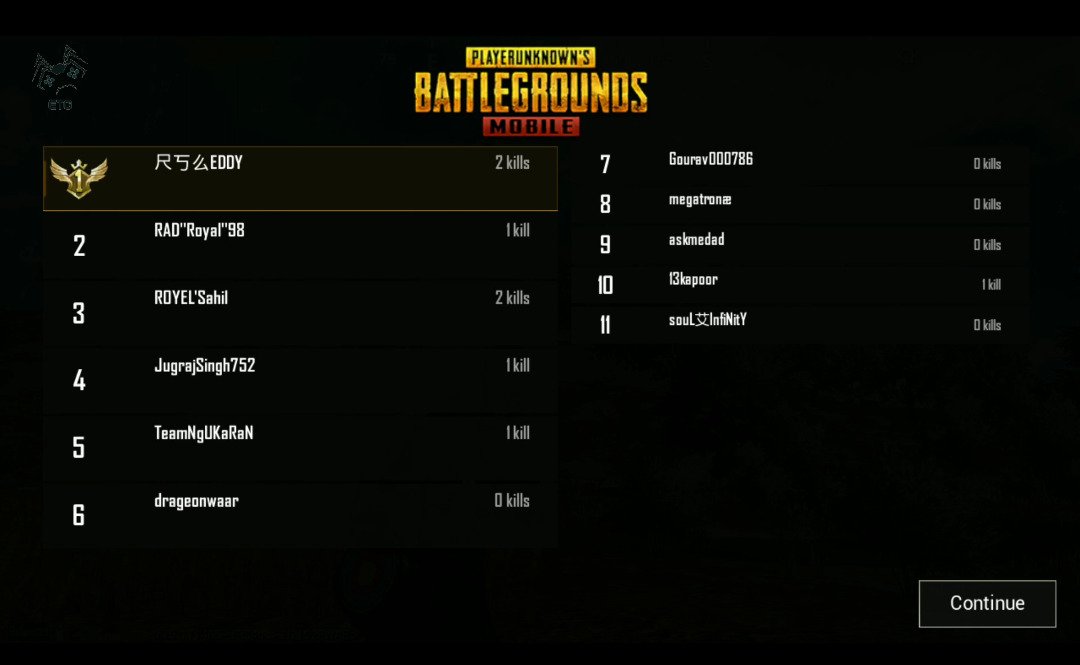 GTG
PLAYERUNKNOWN'S
BATTLEGROUNDS
MOBILE
1 尺丂么EDDY 2 kills
2 RAD"Royal"98 1 kill
3 ROYEL'Sahil 2 kills
4 JugrajSingh752 1 kill
5 TeamNgUKaRaN 1 kill
6 drageonwaar 0 kills
7 Gourav000786 0 kills
8 megatronæ 0 kills
9 askmedad 0 kills
10 13kapoor 1 kill
11 souL艾InfiNitY 0 kills
Continue